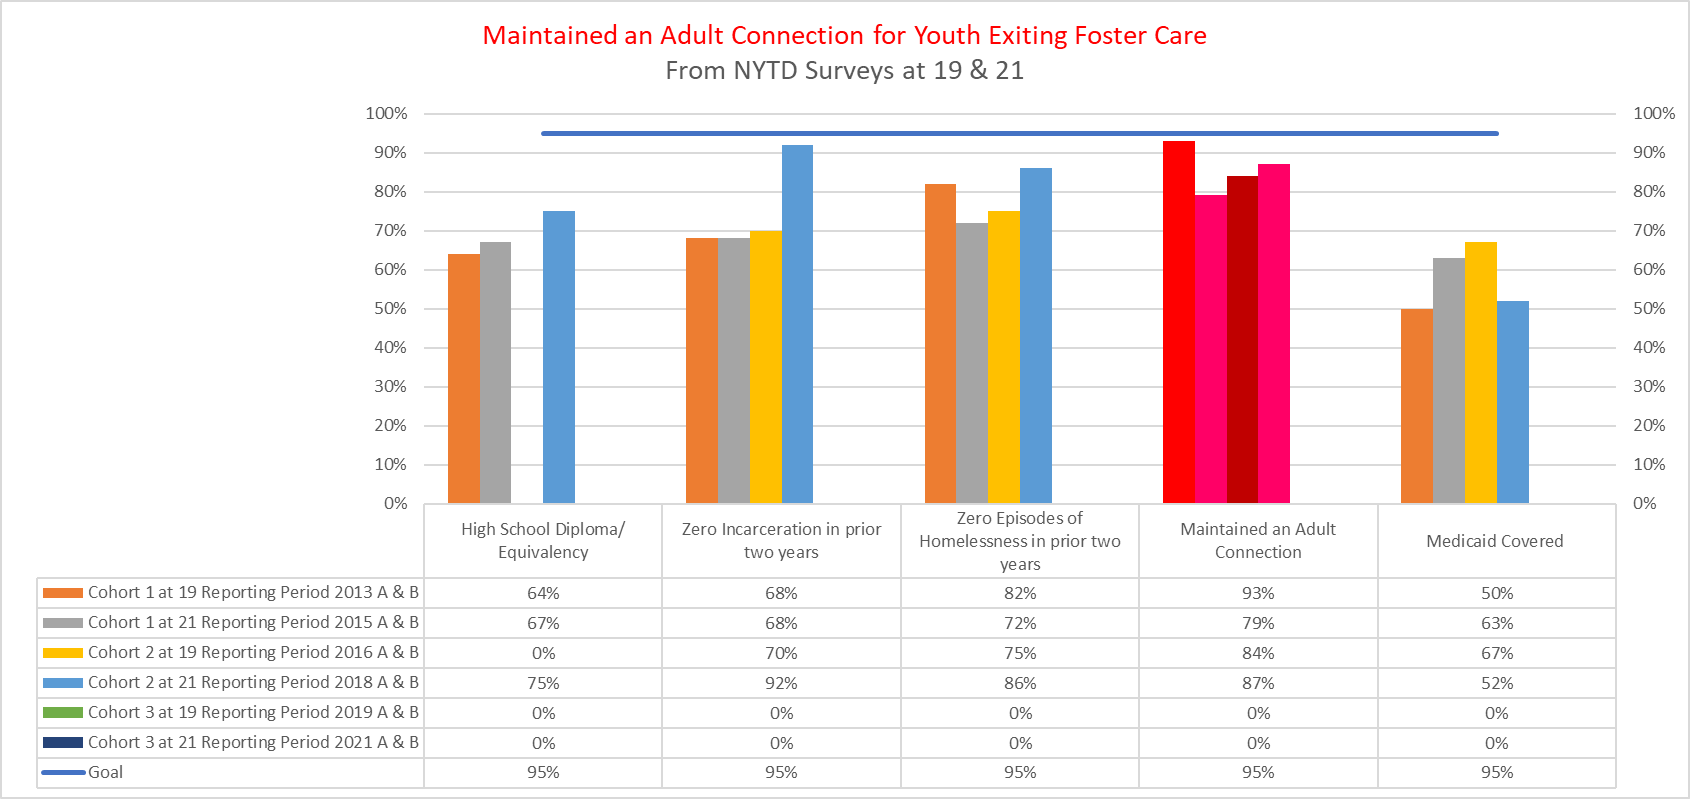 Maintained an Adult Connection for Youth Exiting Foster Care
From NYTD Surveys at 19 & 21
100% 100%
90% 90%
80% 80%
70% 70%
60% 60%
50% 50%
40% 40%
30% 30%
20% 20%
10% 10%
0% 0%
High School Diploma/
Equivalency
Zero Incarceration in prior
two years
Zero Episodes of
Homelessness in prior two
years
Maintained an Adult
Connection
Medicaid Covered
Cohort 1 at 19 Reporting Period 2013 A & B 64% 68% 82% 93% 50%
Cohort 1 at 21 Reporting Period 2015 A & B 67% 68% 72% 79% 63%
Cohort 2 at 19 Reporting Period 2016 A & B 0% 70% 75% 84% 67%
Cohort 2 at 21 Reporting Period 2018 A & B 75% 92% 86% 87% 52%
Cohort 3 at 19 Reporting Period 2019 A & B 0% 0% 0% 0% 0%
Cohort 3 at 21 Reporting Period 2021 A & B 0% 0% 0% 0% 0%
Goal 95% 95% 95% 95% 95%